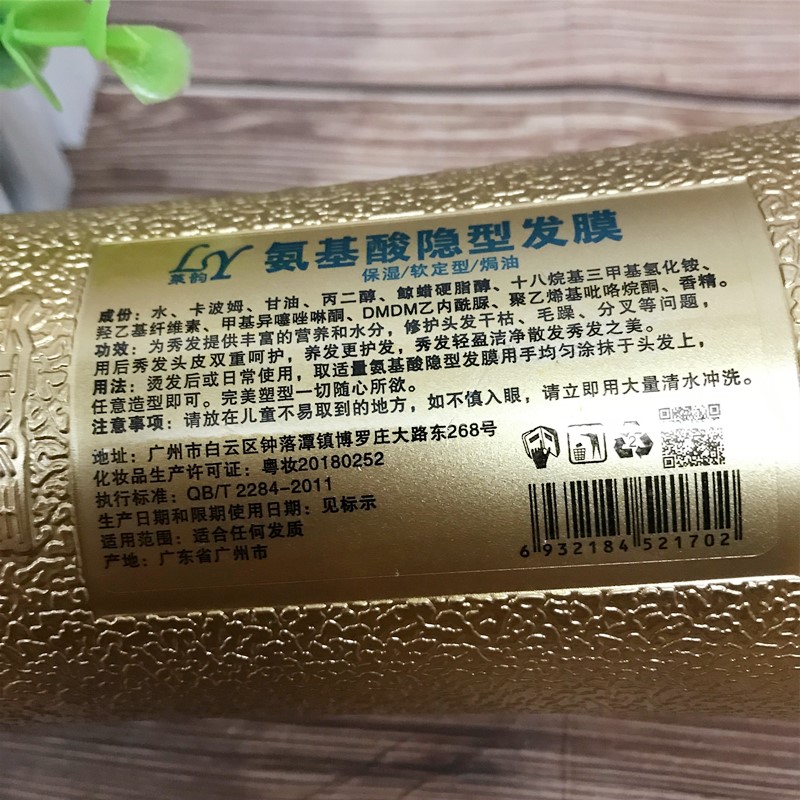 氨基酸隐型发膜
保湿/软定型/焗油
成份：水、卡波姆、甘油、丙二醇、鲸蜡硬脂醇、十八烷基三甲基氢化铵、
羟乙基纤维素、甲基异噻唑啉酮、DMDM乙内酰脲、聚乙烯基吡咯烷酮、香精。
功效：为秀发提供丰富的营养和水分，修护头发干枯、毛躁、分叉等问题，
用后秀发头皮双重呵护，养发更护发，秀发轻盈洁净散发秀发之美。
用法：烫发后或日常使用，取适量氨基酸隐型发膜用手均匀涂抹于头发上，
任意造型即可。完美塑型一切随心所欲。
注意事项：请放在儿童不易取到的地方，如不慎入眼，请立即用大量清水冲洗。
地址：广州市白云区钟落潭镇博罗庄大路东268号
化妆品生产许可证：粤妆20180252
执行标准：QB/T 2284-2011
生产日期和限期使用日期：见标示
适用范围：适合任何发质
产地：广东省广州市
2
6 932184 521702